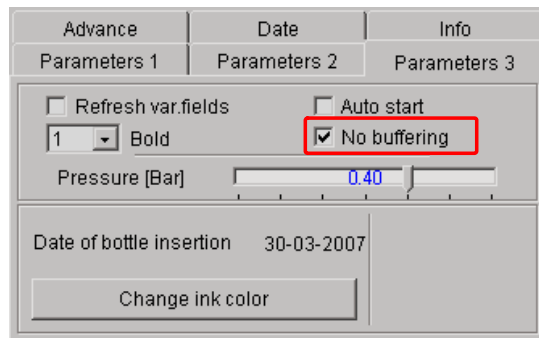 Advance Date Info
Parameters 1 Parameters 2 Parameters 3
Refresh var.fields Auto start
1 Bold No buffering
Pressure [Bar] 0.40
Date of bottle insertion 30-03-2007
Change ink color